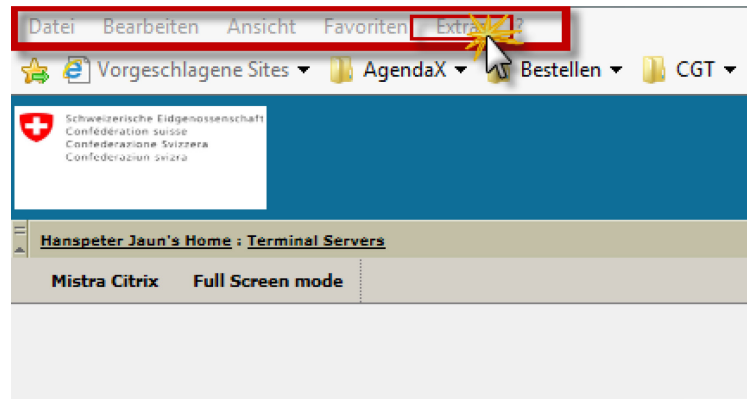 Datei Bearbeiten Ansicht Favoriten Extras ?
Vorgeschlagene Sites AgendaX Bestellen CGT
Schweizerische Eidgenossenschaft
Confédération suisse
Confederazione Svizzera
Confederaziun svizra
Hanspeter Jaun's Home : Terminal Servers
Mistra Citrix Full Screen mode